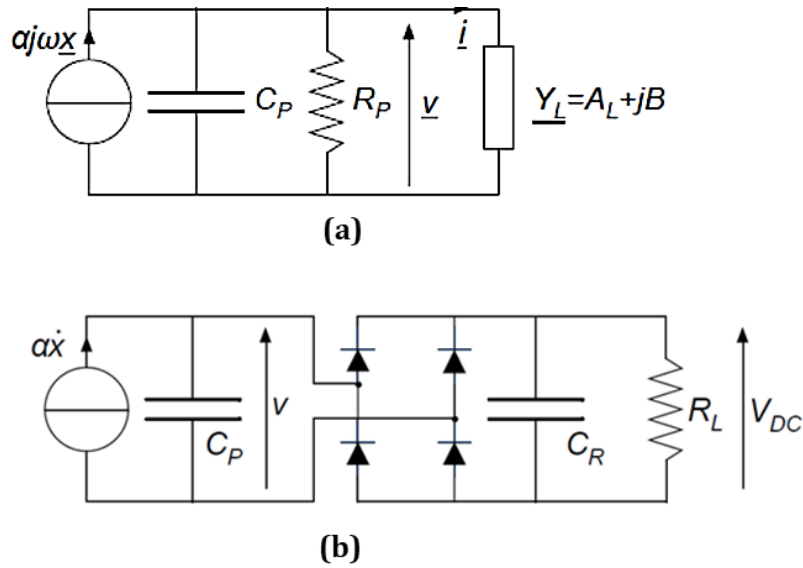 αjωx i
C_P R_P v Y_L=A_L+jB
(a)
αẋ
v
C_P C_R R_L V_DC
(b)